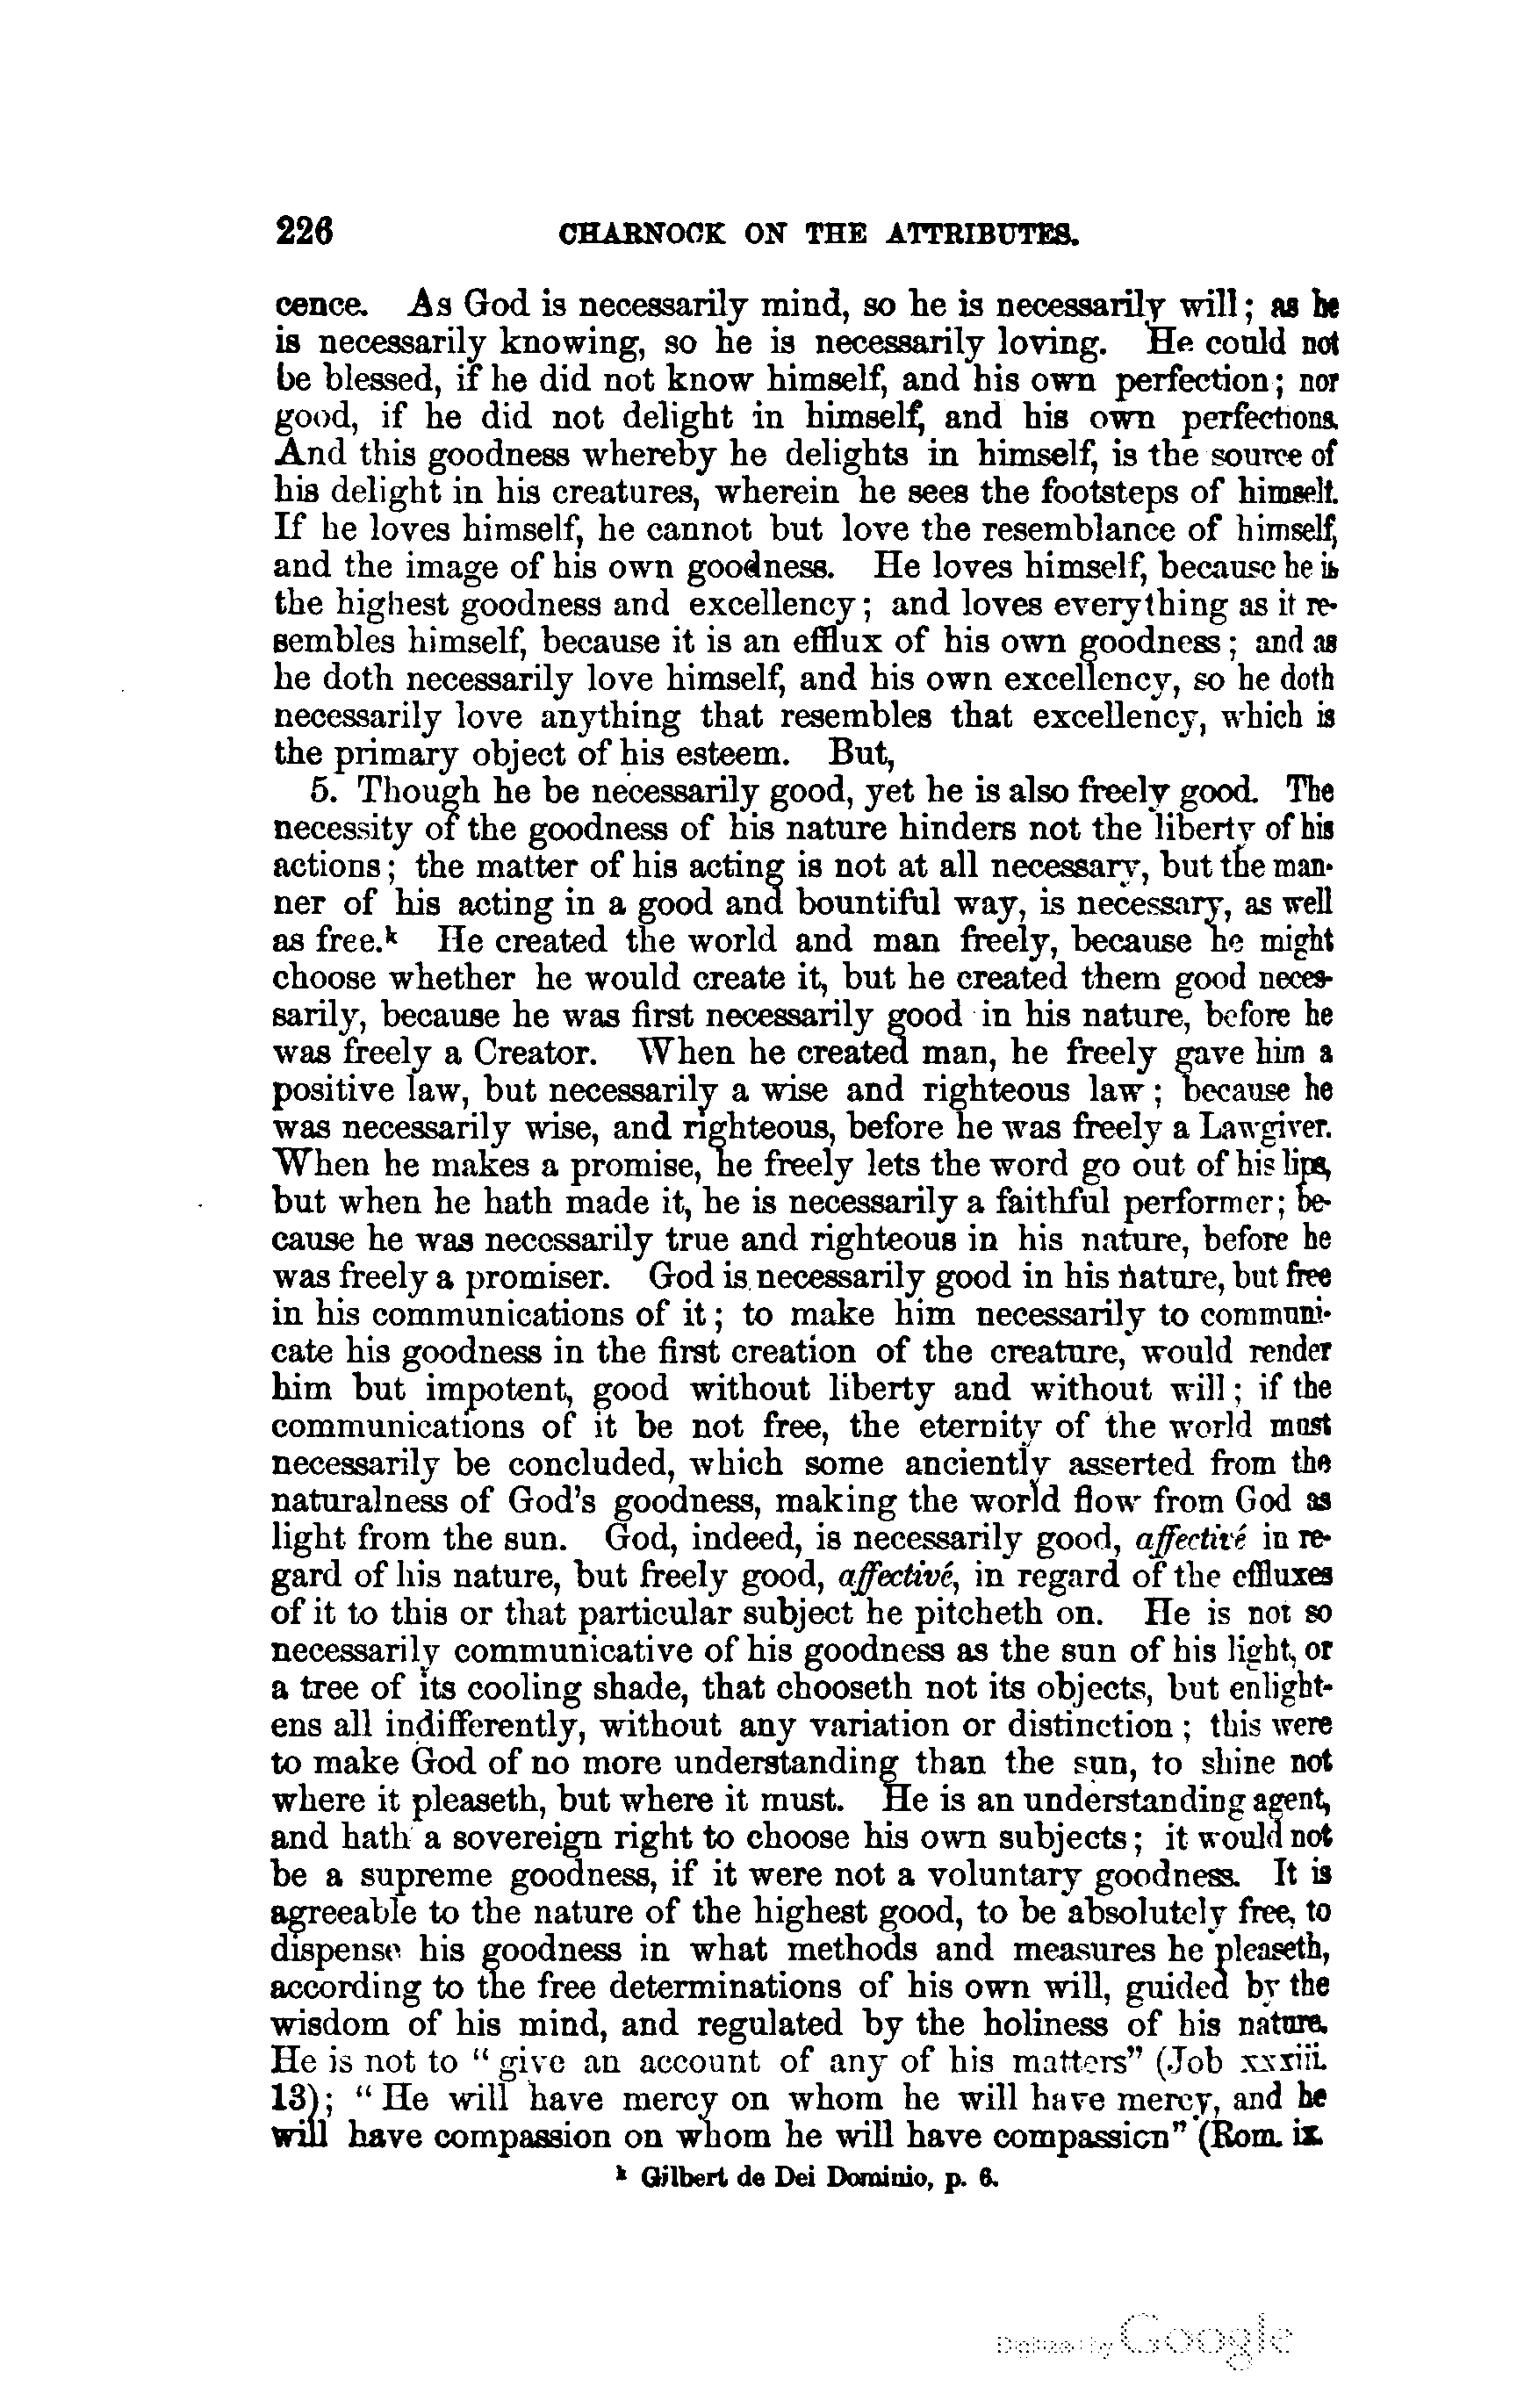 226 CHARNOCK ON THE ATTRIBUTES.
cence. As God is necessarily mind, so he is necessarily will; as he
is necessarily knowing, so he is necessarily loving. He could not
be blessed, if he did not know himself, and his own perfection; nor
good, if he did not delight in himself, and his own perfections.
And this goodness whereby he delights in himself, is the source of
his delight in his creatures, wherein he sees the footsteps of himself.
If he loves himself, he cannot but love the resemblance of himself,
and the image of his own goodness. He loves himself, because he is
the highest goodness and excellency; and loves everything as it re-
sembles himself, because it is an efflux of his own goodness; and as
he doth necessarily love himself, and his own excellency, so he doth
necessarily love anything that resembles that excellency, which is
the primary object of his esteem. But,
5. Though he be necessarily good, yet he is also freely good. The
necessity of the goodness of his nature hinders not the liberty of his
actions; the matter of his acting is not at all necessary, but the man-
ner of his acting in a good and bountiful way, is necessary, as well
as free.k He created the world and man freely, because he might
choose whether he would create it, but he created them good neces-
sarily, because he was first necessarily good in his nature, before he
was freely a Creator. When he created man, he freely gave him a
positive law, but necessarily a wise and righteous law; because he
was necessarily wise, and righteous, before he was freely a Lawgiver.
When he makes a promise, he freely lets the word go out of his lips,
but when he hath made it, he is necessarily a faithful performer; be-
cause he was necessarily true and righteous in his nature, before he
was freely a promiser. God is necessarily good in his nature, but free
in his communications of it; to make him necessarily to communi-
cate his goodness in the first creation of the creature, would render
him but impotent, good without liberty and without will; if the
communications of it be not free, the eternity of the world must
necessarily be concluded, which some anciently asserted from the
naturalness of God's goodness, making the world flow from God as
light from the sun. God, indeed, is necessarily good, affectivé in re-
gard of his nature, but freely good, affectivé, in regard of the effluxes
of it to this or that particular subject he pitcheth on. He is not so
necessarily communicative of his goodness as the sun of his light, or
a tree of its cooling shade, that chooseth not its objects, but enlight-
ens all indifferently, without any variation or distinction; this were
to make God of no more understanding than the sun, to shine not
where it pleaseth, but where it must. He is an understanding agent,
and hath a sovereign right to choose his own subjects; it would not
be a supreme goodness, if it were not a voluntary goodness. It is
agreeable to the nature of the highest good, to be absolutely free, to
dispense his goodness in what methods and measures he pleaseth,
according to the free determinations of his own will, guided by the
wisdom of his mind, and regulated by the holiness of his nature.
He is not to "give an account of any of his matters" (Job xxxiii.
13); "He will have mercy on whom he will have mercy, and he
will have compassion on whom he will have compassion" (Rom. ix.
k Gilbert de Dei Dominio, p. 6.
Digitized by Google